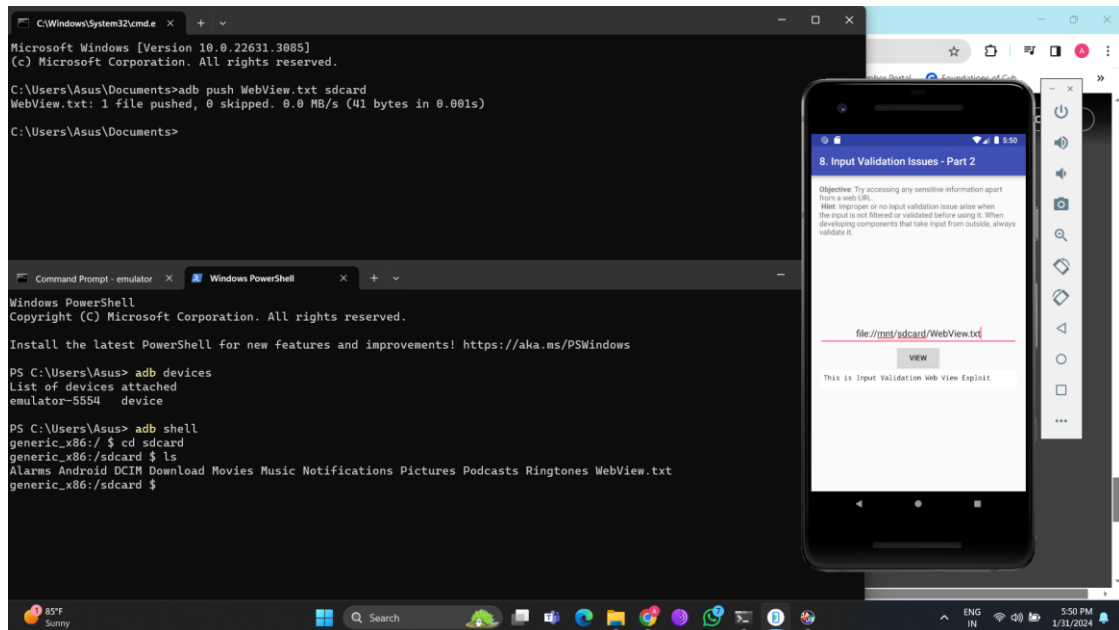 C:\Windows\System32\cmd.e
Microsoft Windows [Version 10.0.22631.3085]
(c) Microsoft Corporation. All rights reserved.
C:\Users\Asus\Documents>adb push WebView.txt sdcard
WebView.txt: 1 file pushed, 0 skipped. 0.0 MB/s (41 bytes in 0.001s)
C:\Users\Asus\Documents>
Command Prompt - emulator
Windows PowerShell
Windows PowerShell
Copyright (C) Microsoft Corporation. All rights reserved.
Install the latest PowerShell for new features and improvements! https://aka.ms/PSWindows
PS C:\Users\Asus> adb devices
List of devices attached
emulator-5554 device
PS C:\Users\Asus> adb shell
generic_x86:/ $ cd sdcard
generic_x86:/sdcard $ ls
Alarms Android DCIM Download Movies Music Notifications Pictures Podcasts Ringtones WebView.txt
generic_x86:/sdcard $
A
5:50
8. Input Validation Issues - Part 2
Objective: Try accessing any sensitive information apart
from a web URL.
Hint: Improper or no input validation issue arise when
the input is not filtered or validated before using it. When
developing components that take input from outside, always
validate it.
file://mnt/sdcard/WebView.txt
VIEW
This is Input Validation Web View Exploit
1
85°F
Sunny
Search
ENG
IN
5:50 PM
1/31/2024